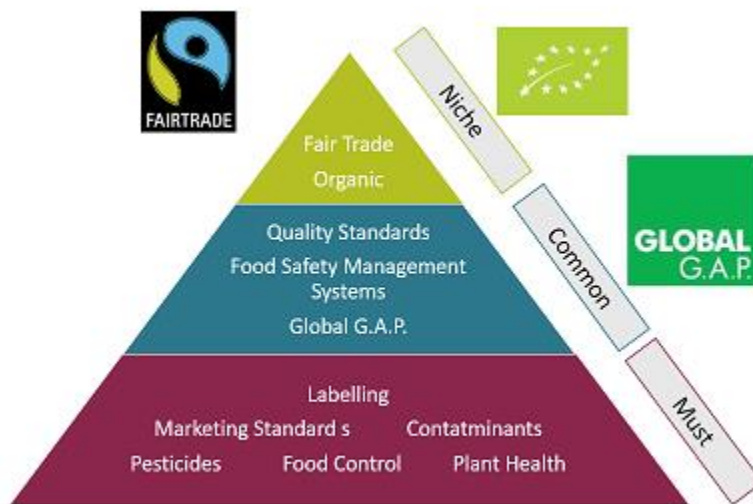 FAIRTRADE
Niche
Fair Trade
Organic
Common
GLOBAL
G.A.P.
Quality Standards
Food Safety Management
Systems
Global G.A.P.
Must
Labelling
Marketing Standard s Contatminants
Pesticides Food Control Plant Health